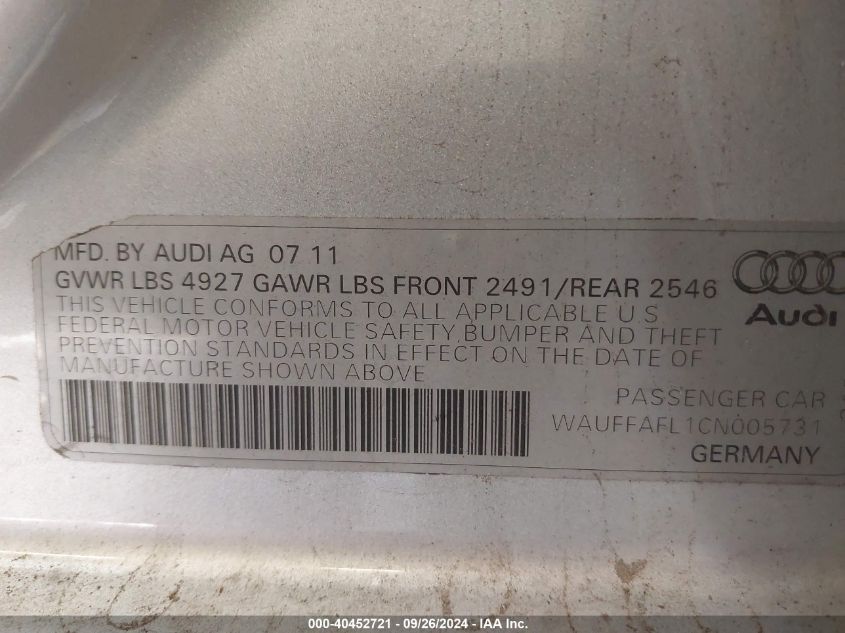 MFD. BY AUDI AG 07 11
GVWR LBS 4927 GAWR LBS FRONT 2491/REAR 2546
THIS VEHICLE CONFORMS TO ALL APPLICABLE U.S
FEDERAL MOTOR VEHICLE SAFETY,BUMPER AND THEFT
PREVENTION STANDARDS IN EFFECT ON THE DATE OF
MANUFACTURE SHOWN ABOVE
Audi
PASSENGER CAR
WAUFFAFL1CN005731
GERMANY
000-40452721 - 09/26/2024 - IAA Inc.